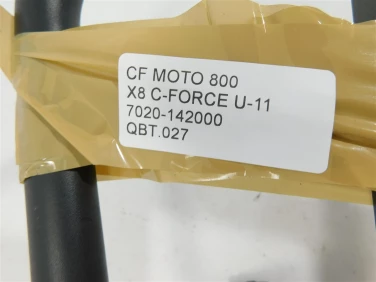 CF MOTO 800
X8 C-FORCE U-11
7020-142000
QBT.027